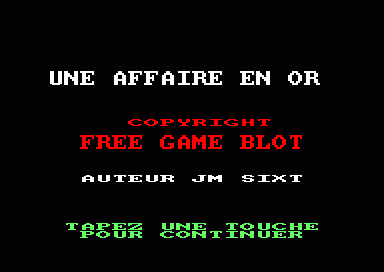 UNE AFFAIRE EN OR
COPYRIGHT
FREE GAME BLOT
AUTEUR JM SIXT
TAPEZ UNE TOUCHE
POUR CONTINUER